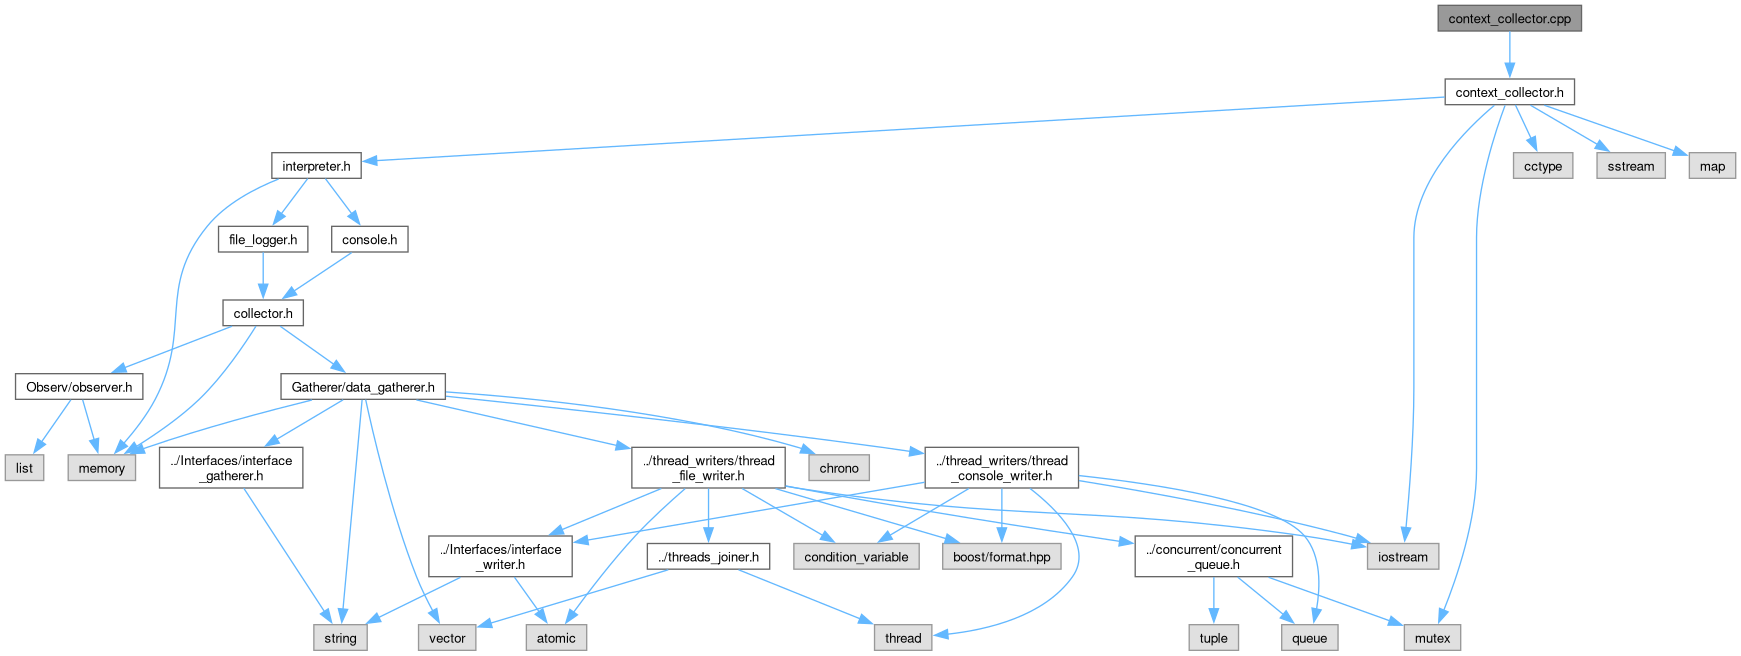 context_collector.cpp
context_collector.h
interpreter.h
cctype
sstream
map
file_logger.h
console.h
collector.h
Observ/observer.h
Gatherer/data_gatherer.h
list
memory
../Interfaces/interface
_gatherer.h
../thread_writers/thread
_file_writer.h
chrono
../thread_writers/thread
_console_writer.h
../Interfaces/interface
_writer.h
../threads_joiner.h
condition_variable
boost/format.hpp
../concurrent/concurrent
_queue.h
iostream
string
vector
atomic
thread
tuple
queue
mutex